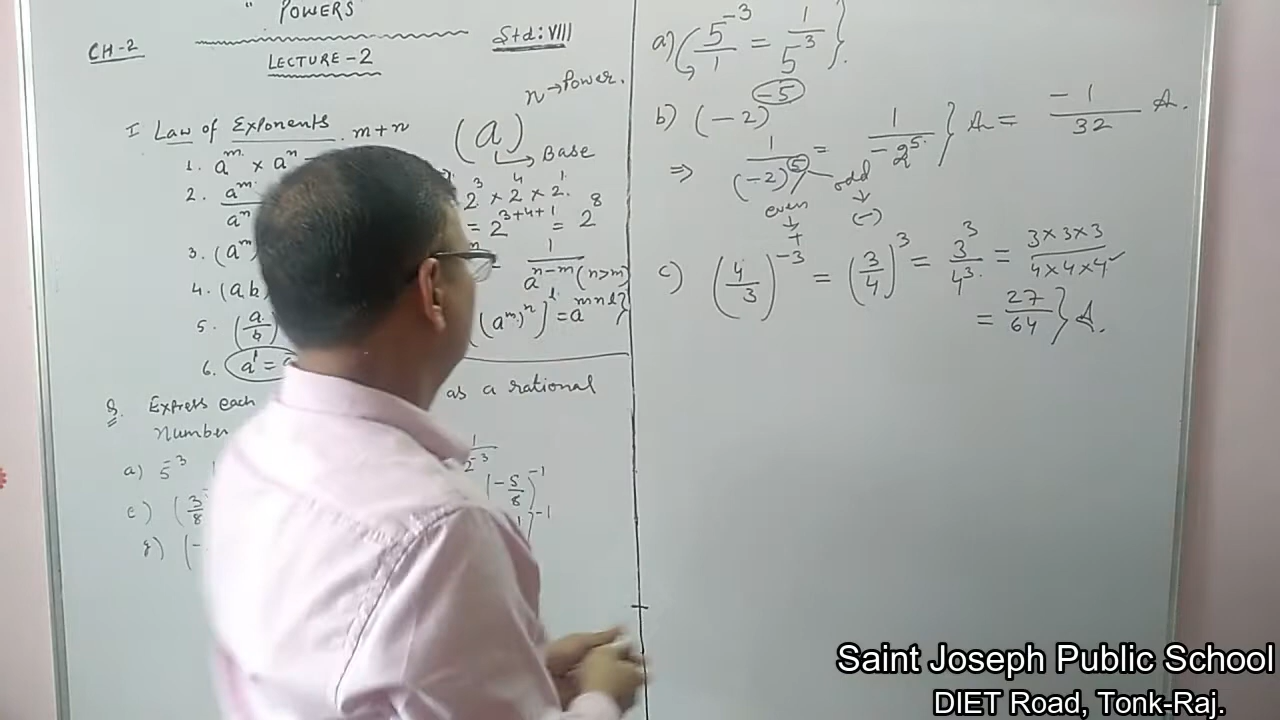 " POWERS
CH-2
Std: VIII
LECTURE-2
n → Power.
I Law of Exponents
(a) → Base
1. a^m × a^n = ^m+n
2. a^m / a^n
2^3 × 2^4 × 2^1.
= 2^3+4+1 = 2^8
3. (a^m)
1 / a^n-m (n>m)
4. (a.b)
5. (a/b)
((a^m)^n)^l = a^mnl}
6. a^1 = a
Q. Express each as a rational
Number
a) 5^-3
1 / 2^-3
e) (3/8)
(-5/8)^-1
g) (-
)^-1
a) (5^-3 / 1 = 1 / 5^3 }.
b) (-2)^-5
⇒ 1 / (-2)^5 = 1 / -2^5. } A = -1 / 32 A.
odd
↓
(-)
even
↓
+
c) (4/3)^-3 = (3/4)^3 = 3^3 / 4^3. = 3×3×3 / 4×4×4
= 27 / 64 } A.
Saint Joseph Public School
DIET Road, Tonk-Raj.